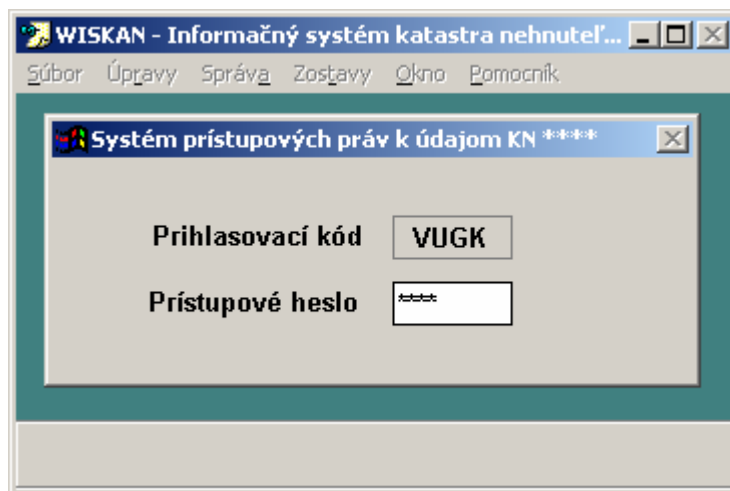 WISKAN - Informačný systém katastra nehnuteľ...
Súbor Úpravy Správa Zostavy Okno Pomocník
Systém prístupových práv k údajom KN ****
Prihlasovací kód VUGK
Prístupové heslo ****